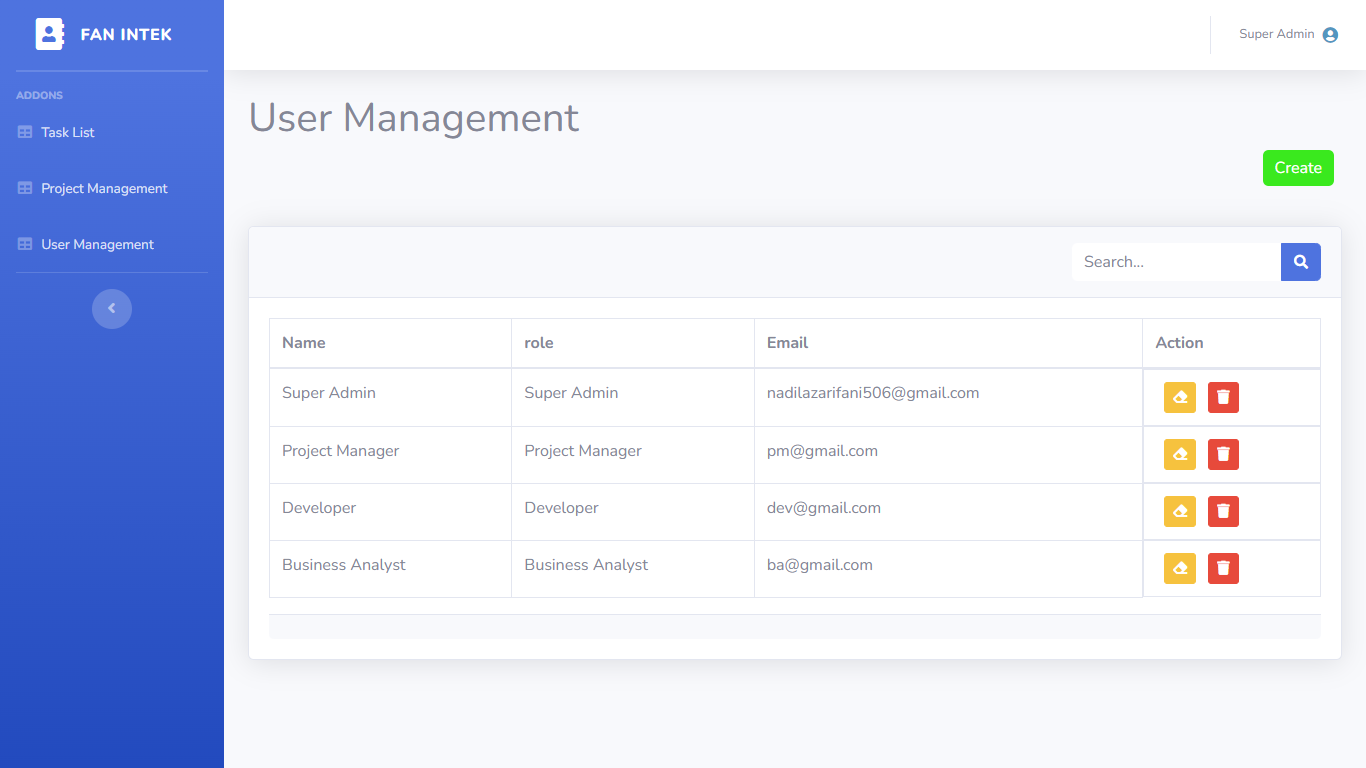 FAN INTEK
Super Admin
ADDONS
Task List
Project Management
User Management
User Management
Create
Search...
Name role Email Action
Super Admin Super Admin nadilazarifani506@gmail.com
Project Manager Project Manager pm@gmail.com
Developer Developer dev@gmail.com
Business Analyst Business Analyst ba@gmail.com